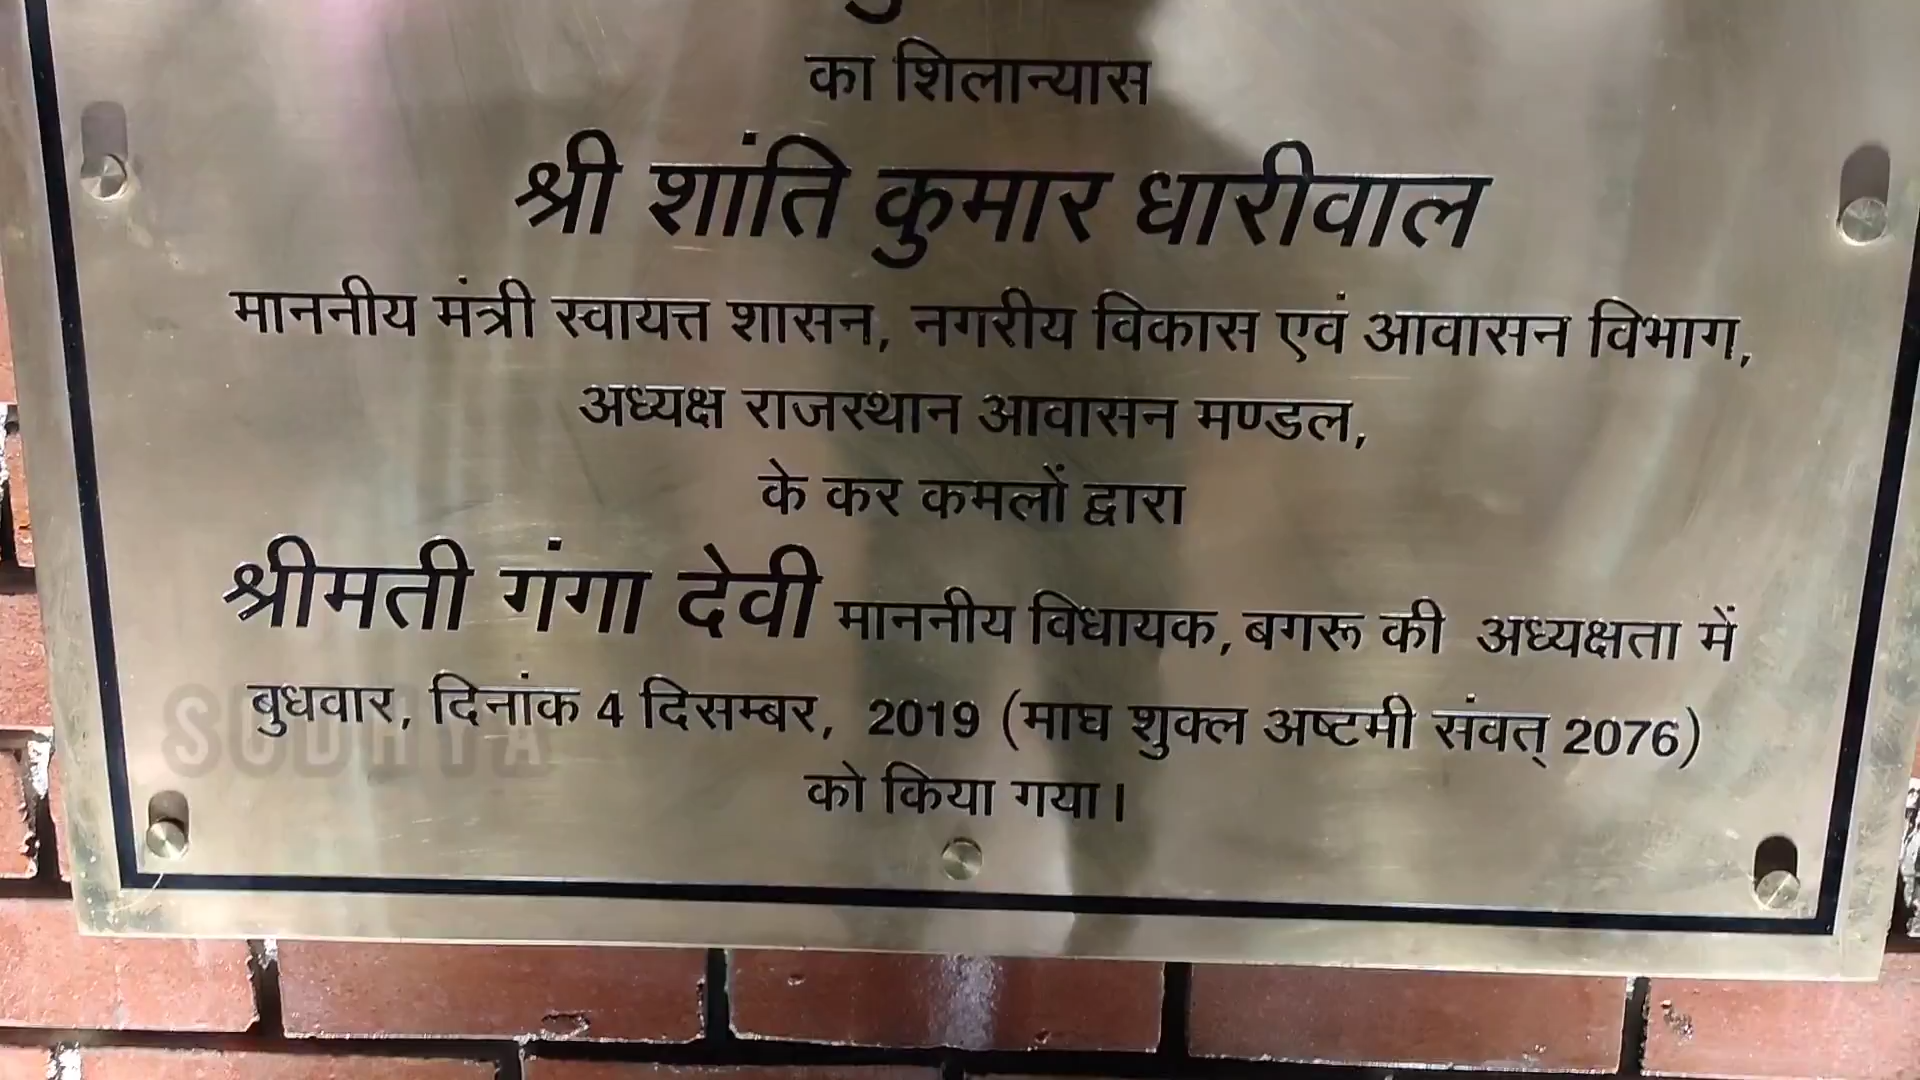 का शिलान्यास
श्री शांति कुमार धारीवाल
माननीय मंत्री स्वायत्त शासन, नगरीय विकास एवं आवासन विभाग,
अध्यक्ष राजस्थान आवासन मण्डल,
के कर कमलों द्वारा
श्रीमती गंगा देवी माननीय विधायक, बगरू की अध्यक्षता में
बुधवार, दिनांक 4 दिसम्बर, 2019 (माघ शुक्ल अष्टमी संवत् 2076)
को किया गया।
SUDHYA